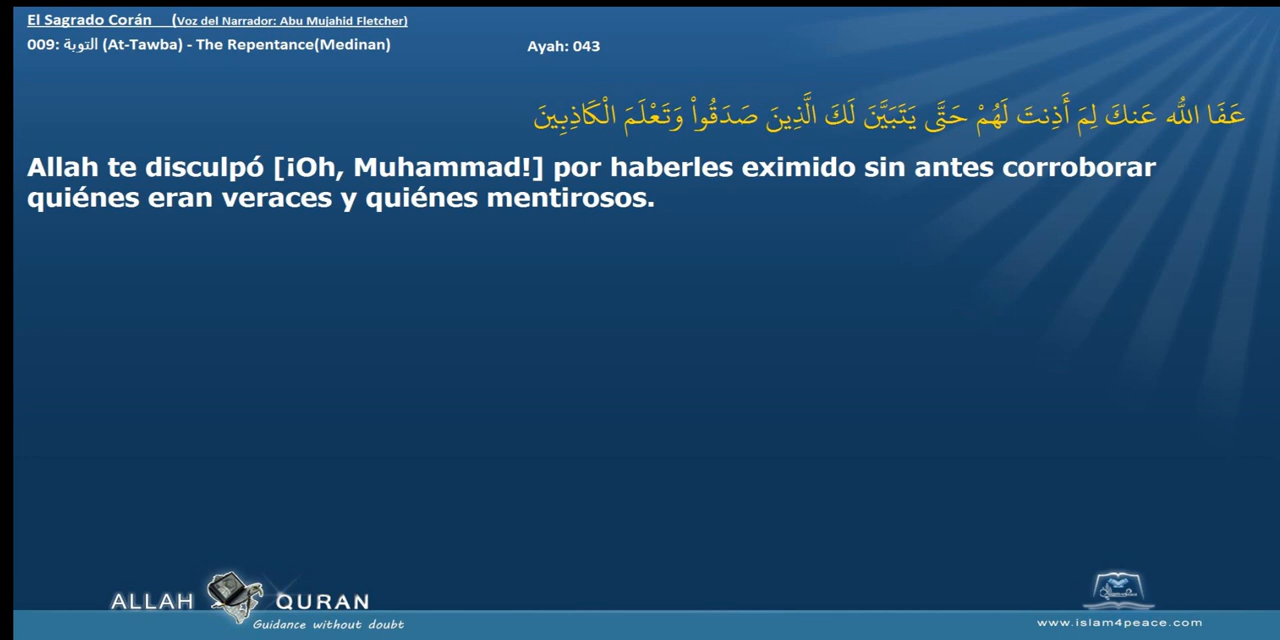 El Sagrado Corán (Voz del Narrador: Abu Mujahid Fletcher)
009: التوبة (At-Tawba) - The Repentance(Medinan) Ayah: 043
عَفَا اللّهُ عَنكَ لِمَ أَذِنتَ لَهُمْ حَتَّى يَتَبَيَّنَ لَكَ الَّذِينَ صَدَقُواْ وَتَعْلَمَ الْكَاذِبِينَ
Allah te disculpó [¡Oh, Muhammad!] por haberles eximido sin antes corroborar
quiénes eran veraces y quiénes mentirosos.
ALLAH QURAN
Guidance without doubt
www.islam4peace.com